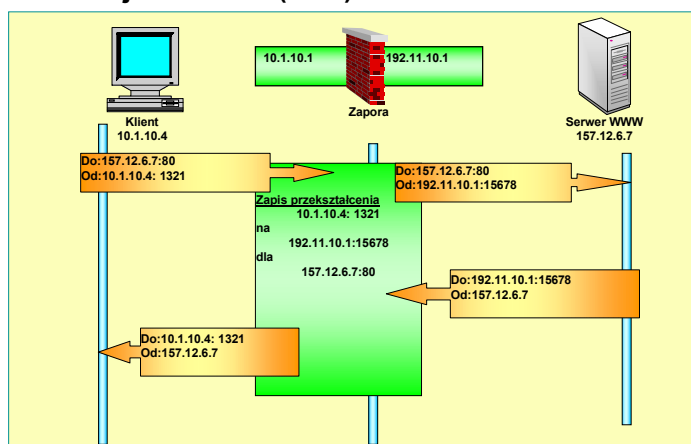 10.1.10.1
192.11.10.1
Klient
10.1.10.4
Zapora
Serwer WWW
157.12.6.7
Do:157.12.6.7:80
Od:10.1.10.4: 1321
Do:157.12.6.7:80
Od:192.11.10.1:15678
Zapis przekształcenia
10.1.10.4: 1321
na
192.11.10.1:15678
dla
157.12.6.7:80
Do:192.11.10.1:15678
Od:157.12.6.7
Do:10.1.10.4: 1321
Od:157.12.6.7